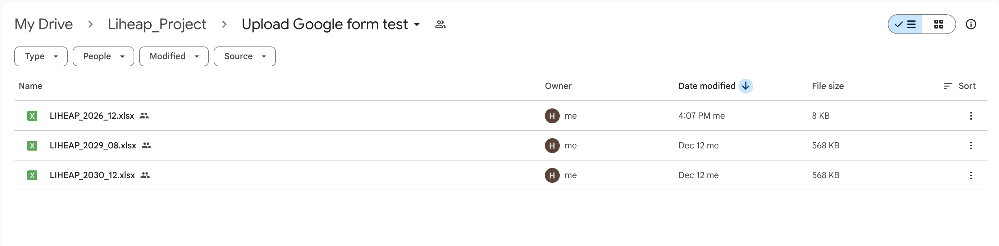 My Drive > Liheap_Project > Upload Google form test
Type People Modified Source
Name Owner Date modified File size Sort
X LIHEAP_2026_12.xlsx H me 4:07 PM me 8 KB
X LIHEAP_2029_08.xlsx H me Dec 12 me 568 KB
X LIHEAP_2030_12.xlsx H me Dec 12 me 568 KB